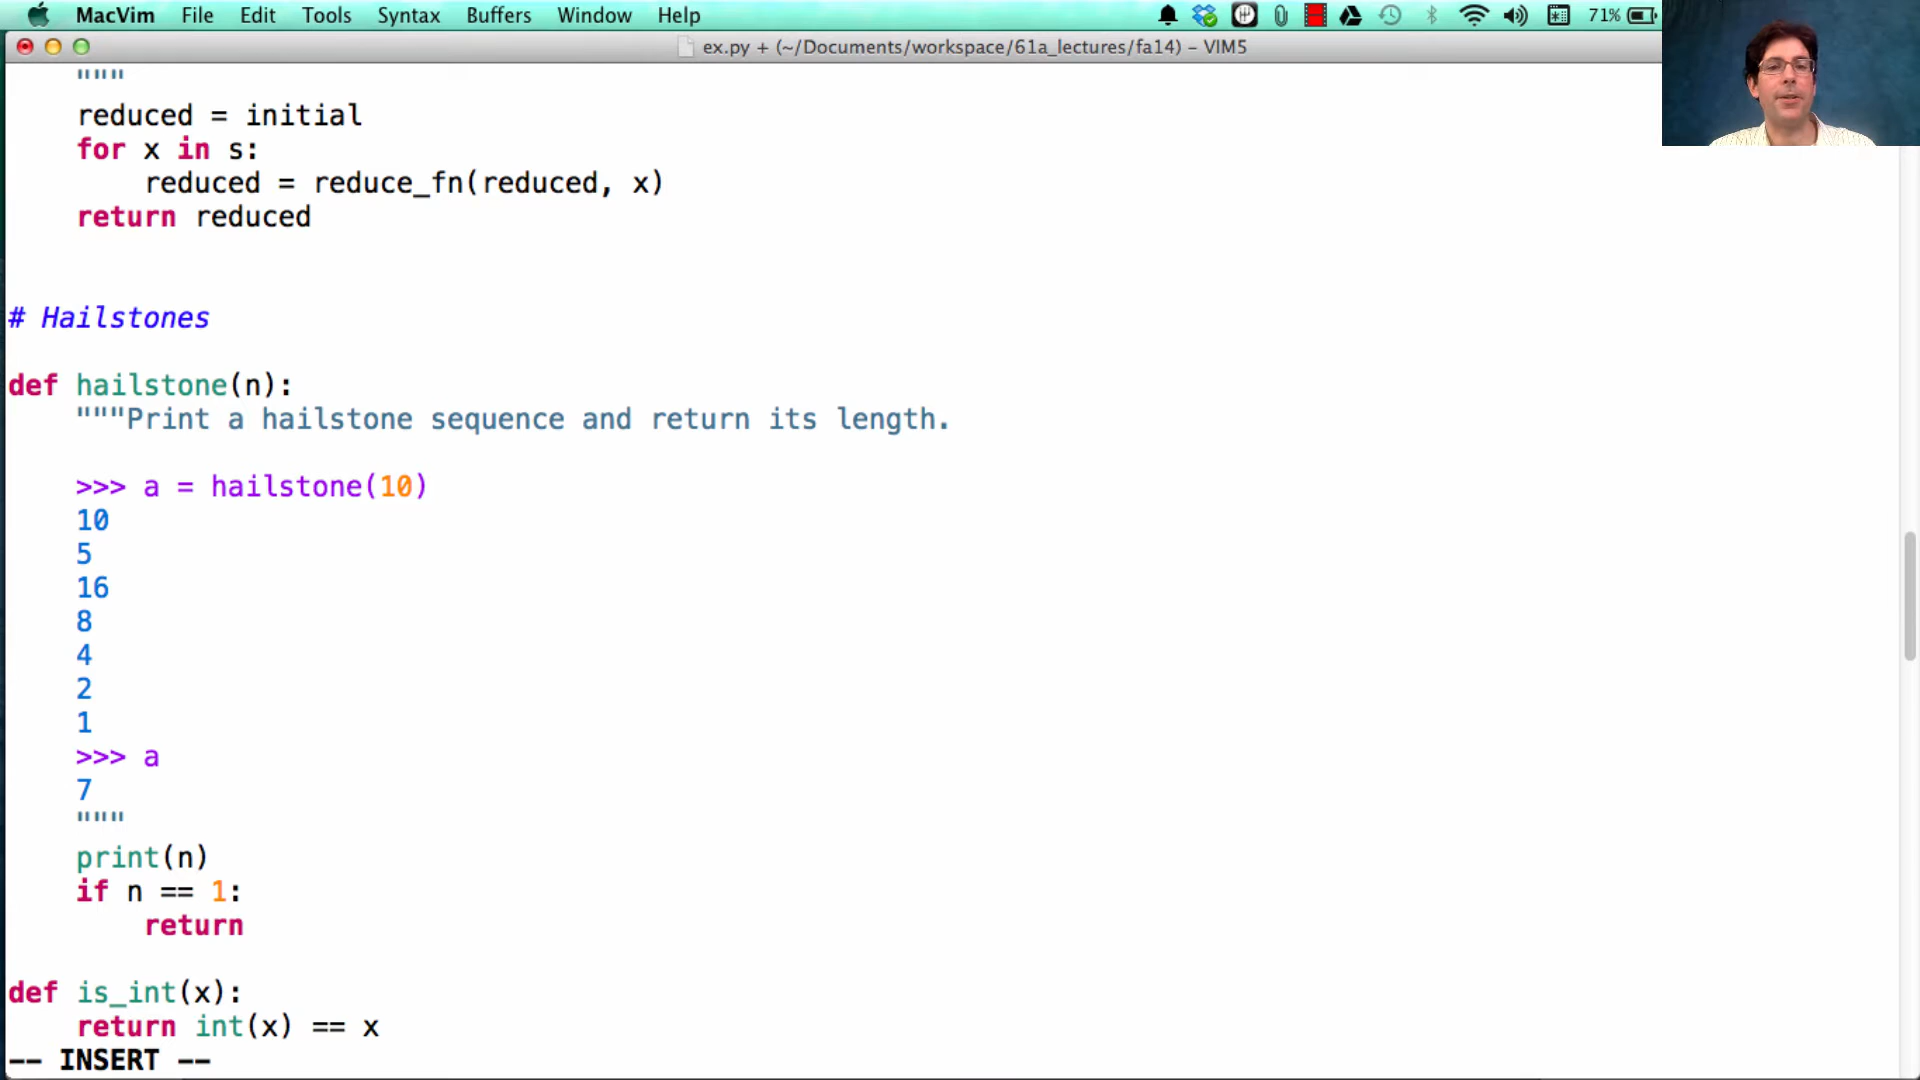 MacVim File Edit Tools Syntax Buffers Window Help 71%
ex.py + (~/Documents/workspace/61a_lectures/fa14) – VIM5
"""
reduced = initial
for x in s:
reduced = reduce_fn(reduced, x)
return reduced
# Hailstones
def hailstone(n):
"""Print a hailstone sequence and return its length.
>>> a = hailstone(10)
10
5
16
8
4
2
1
>>> a
7
"""
print(n)
if n == 1:
return
def is_int(x):
return int(x) == x
-- INSERT --